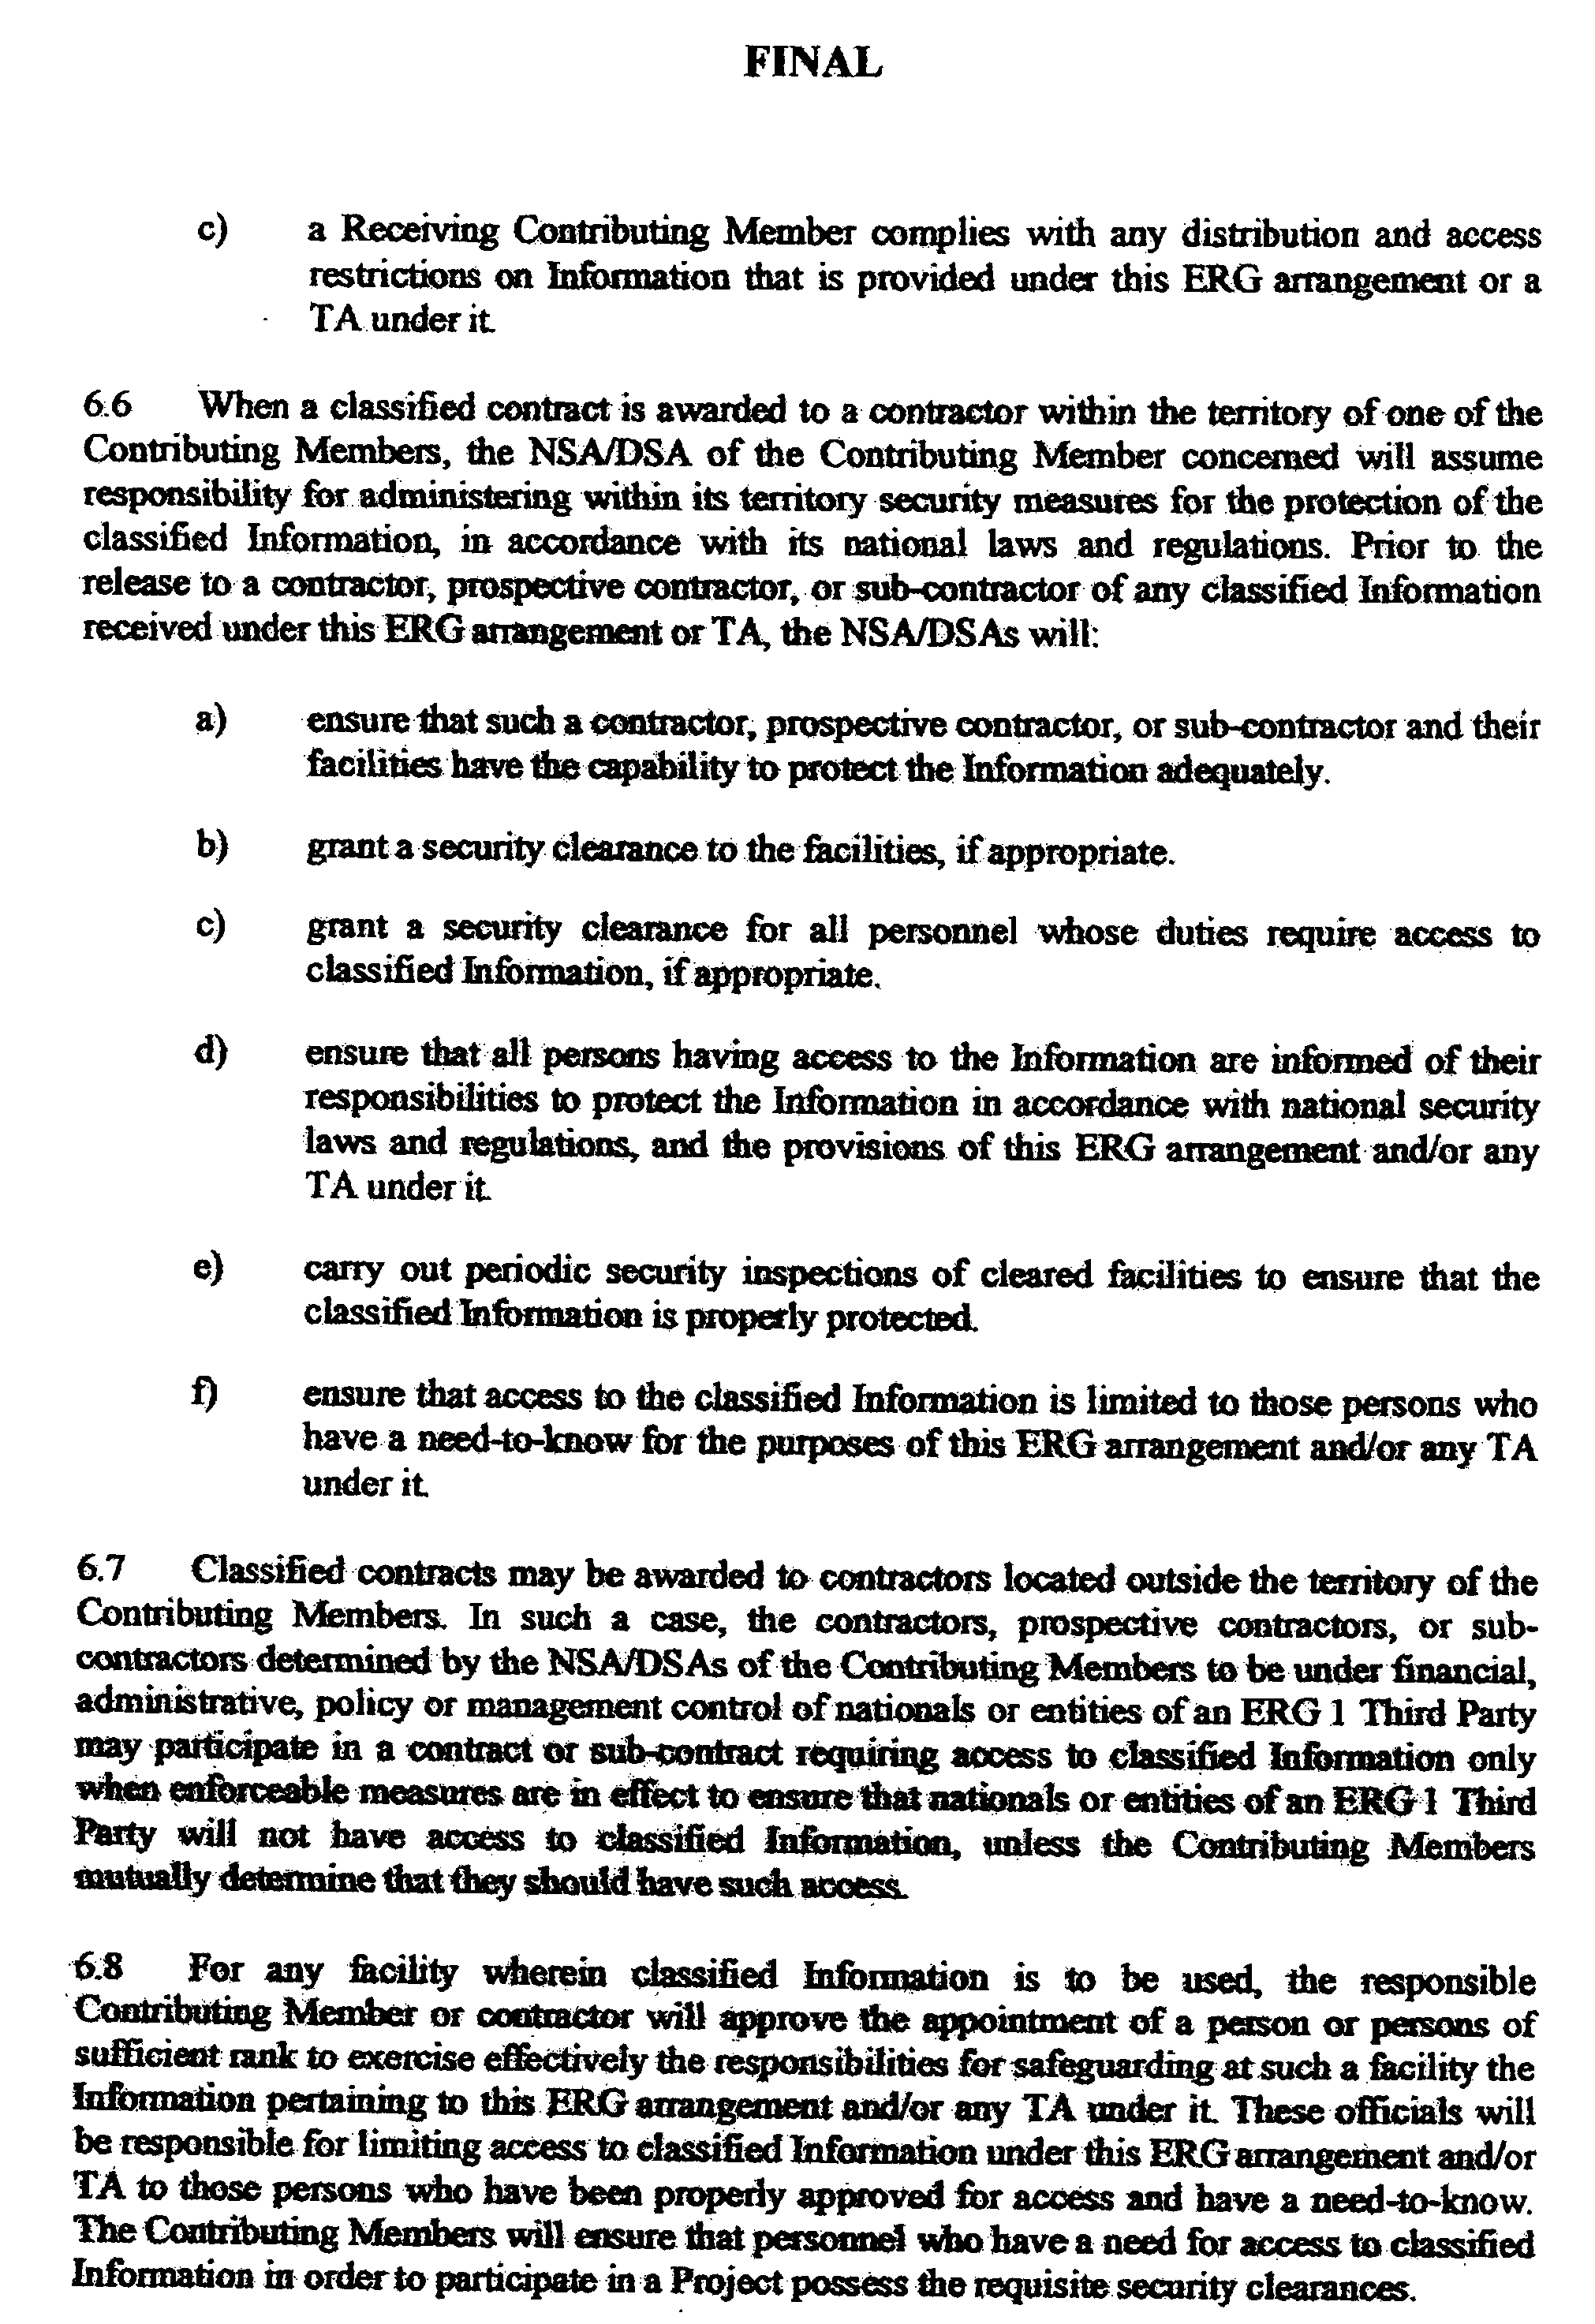 FINAL
c) a Receiving Contributing Member complies with any distribution and access
restrictions on Information that is provided under this ERG arrangement or a
TA under it.
6.6 When a classified contract is awarded to a contractor within the territory of one of the
Contributing Members, the NSA/DSA of the Contributing Member concerned will assume
responsibility for administering within its territory security measures for the protection of the
classified Information, in accordance with its national laws and regulations. Prior to the
release to a contractor, prospective contractor, or sub-contractor of any classified Information
received under this ERG arrangement or TA, the NSA/DSAs will:
a) ensure that such a contractor, prospective contractor, or sub-contractor and their
facilities have the capability to protect the Information adequately.
b) grant a security clearance to the facilities, if appropriate.
c) grant a security clearance for all personnel whose duties require access to
classified Information, if appropriate.
d) ensure that all persons having access to the Information are informed of their
responsibilities to protect the Information in accordance with national security
laws and regulations, and the provisions of this ERG arrangement and/or any
TA under it.
e) carry out periodic security inspections of cleared facilities to ensure that the
classified Information is properly protected.
f) ensure that access to the classified Information is limited to those persons who
have a need-to-know for the purposes of this ERG arrangement and/or any TA
under it.
6.7 Classified contracts may be awarded to contractors located outside the territory of the
Contributing Members. In such a case, the contractors, prospective contractors, or sub-
contractors determined by the NSA/DSAs of the Contributing Members to be under financial,
administrative, policy or management control of nationals or entities of an ERG 1 Third Party
may participate in a contract or sub-contract requiring access to classified Information only
when enforceable measures are in effect to ensure that nationals or entities of an ERG 1 Third
Party will not have access to classified Information, unless the Contributing Members
mutually determine that they should have such access.
6.8 For any facility wherein classified Information is to be used, the responsible
Contributing Member or contractor will approve the appointment of a person or persons of
sufficient rank to exercise effectively the responsibilities for safeguarding at such a facility the
Information pertaining to this ERG arrangement and/or any TA under it. These officials will
be responsible for limiting access to classified Information under this ERG arrangement and/or
TA to those persons who have been properly approved for access and have a need-to-know.
The Contributing Members will ensure that personnel who have a need for access to classified
Information in order to participate in a Project possess the requisite security clearances.